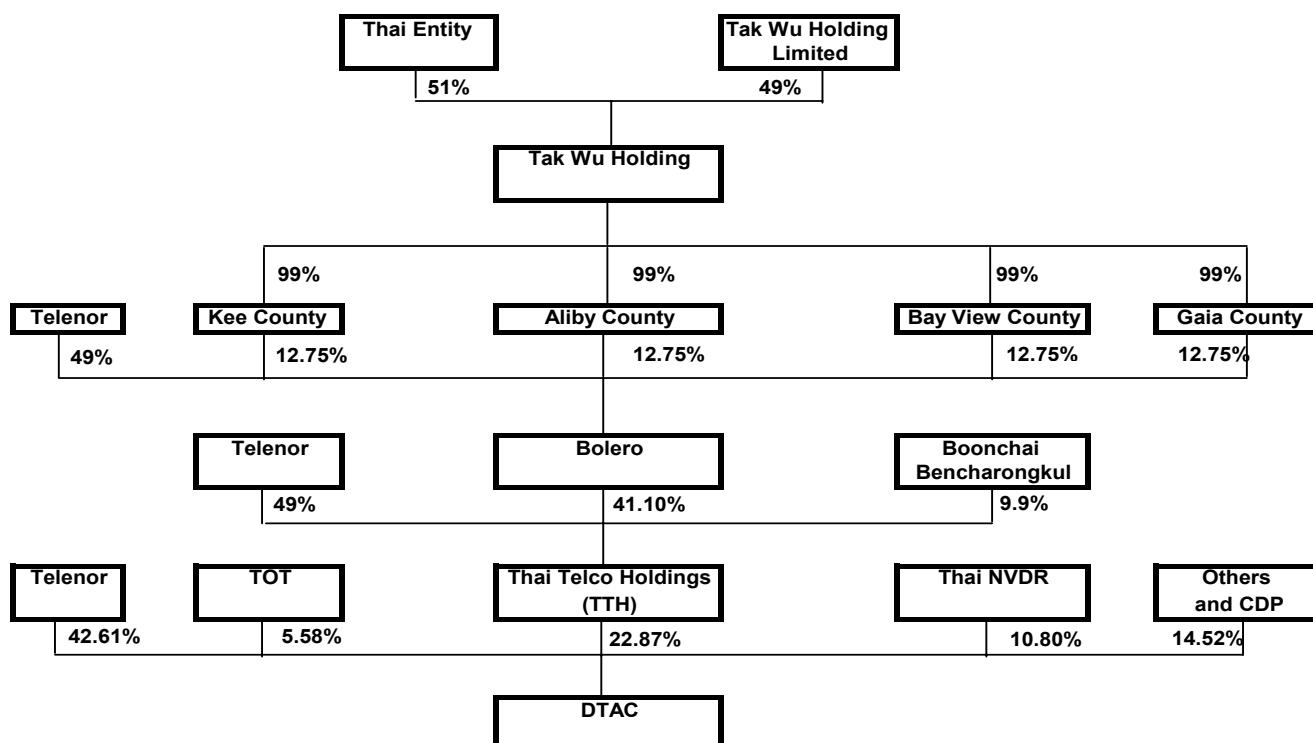 Thai Entity
Tak Wu Holding
Limited
51%
49%
Tak Wu Holding
99%
99%
99%
99%
Telenor
Kee County
Aliby County
Bay View County
Gaia County
49%
12.75%
12.75%
12.75%
12.75%
Telenor
Bolero
Boonchai
Bencharongkul
49%
41.10%
9.9%
Telenor
TOT
Thai Telco Holdings
(TTH)
Thai NVDR
Others
and CDP
42.61%
5.58%
22.87%
10.80%
14.52%
DTAC